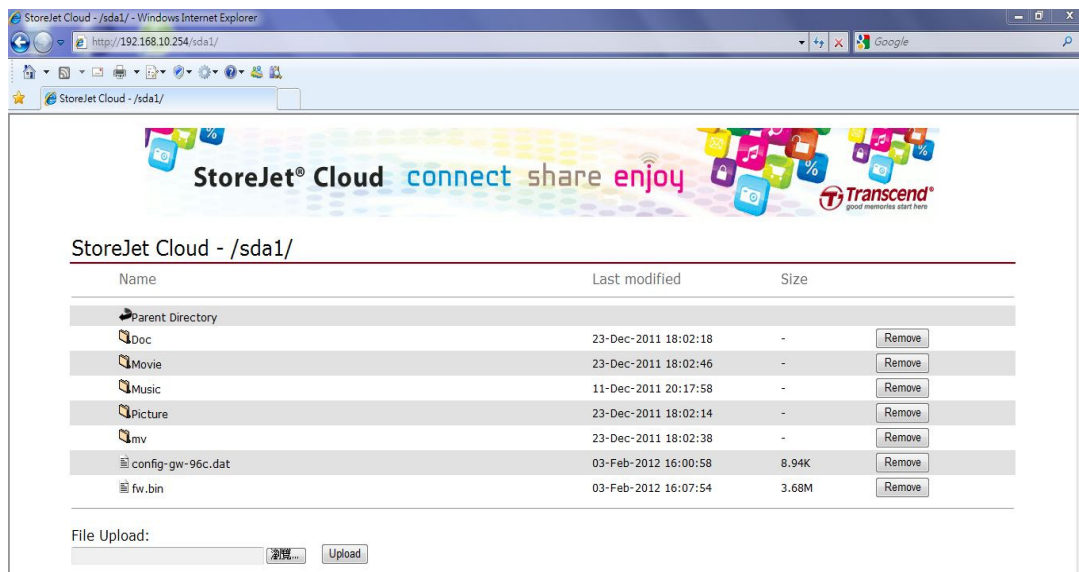 StoreJet Cloud - /sda1/ - Windows Internet Explorer
http://192.168.10.254/sda1/
Google
StoreJet Cloud - /sda1/
StoreJet® Cloud connect share enjoy
Transcend®
good memories start here
StoreJet Cloud - /sda1/
Name Last modified Size
Parent Directory
Doc 23-Dec-2011 18:02:18 - Remove
Movie 23-Dec-2011 18:02:46 - Remove
Music 11-Dec-2011 20:17:58 - Remove
Picture 23-Dec-2011 18:02:14 - Remove
mv 23-Dec-2011 18:02:38 - Remove
config-gw-96c.dat 03-Feb-2012 16:00:58 8.94K Remove
fw.bin 03-Feb-2012 16:07:54 3.68M Remove
File Upload:
瀏覽... Upload